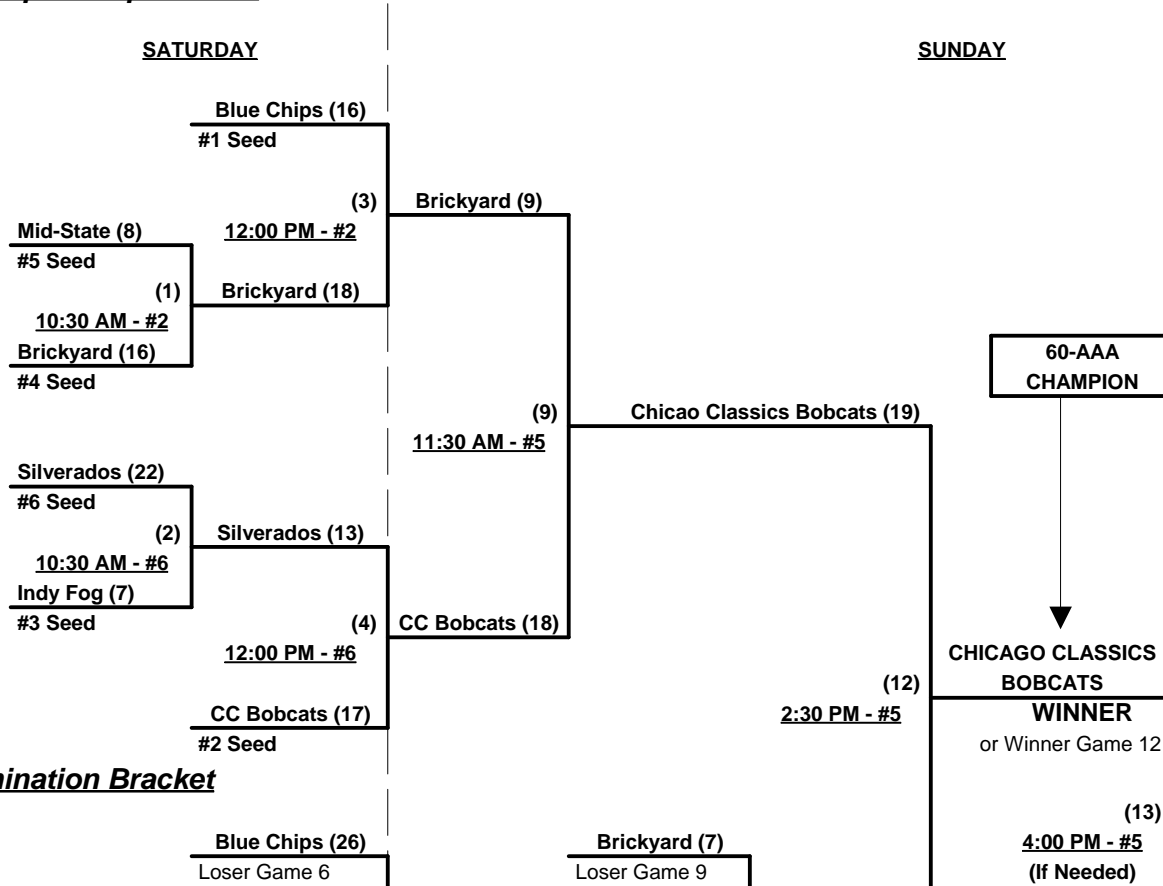 SATURDAY
SUNDAY
Blue Chips (16)
#1 Seed
(3)
Brickyard (9)
Mid-State (8)
12:00 PM - #2
#5 Seed
(1)
Brickyard (18)
10:30 AM - #2
Brickyard (16)
#4 Seed
60-AAA
CHAMPION
(9)
Chicao Classics Bobcats (19)
11:30 AM - #5
Silverados (22)
#6 Seed
(2)
Silverados (13)
10:30 AM - #6
Indy Fog (7)
#3 Seed
(4)
CC Bobcats (18)
12:00 PM - #6
CHICAGO CLASSICS
BOBCATS
(12)
CC Bobcats (17)
2:30 PM - #5
WINNER
#2 Seed
or Winner Game 12
Bracket
(13)
Blue Chips (26)
Brickyard (7)
4:00 PM - #5
Loser Game 6
Loser Game 9
(If Needed)